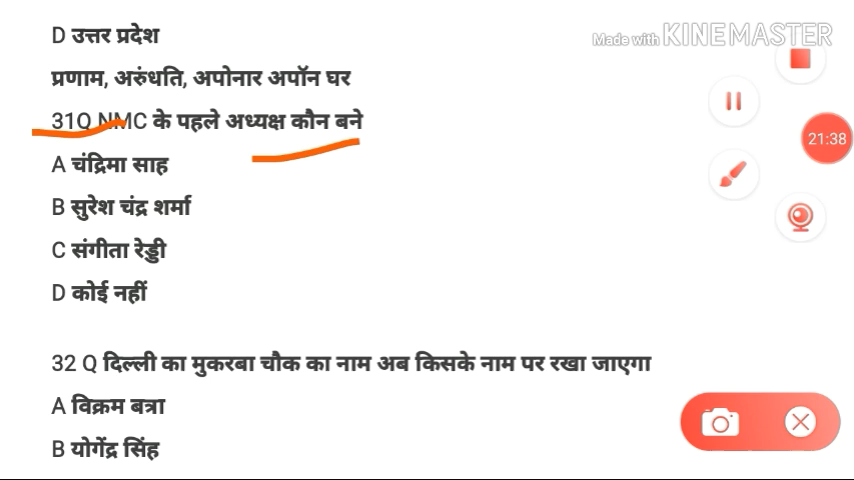 D उत्तर प्रदेश
Made with KINEMASTER
प्रणाम, अरुंधति, अपोनार अपॉन घर
31Q NMC के पहले अध्यक्ष कौन बने
21:38
A चंद्रिमा साह
B सुरेश चंद्र शर्मा
C संगीता रेड्डी
D कोई नहीं
32 Q दिल्ली का मुकरबा चौक का नाम अब किसके नाम पर रखा जाएगा
A विक्रम बत्रा
B योगेंद्र सिंह